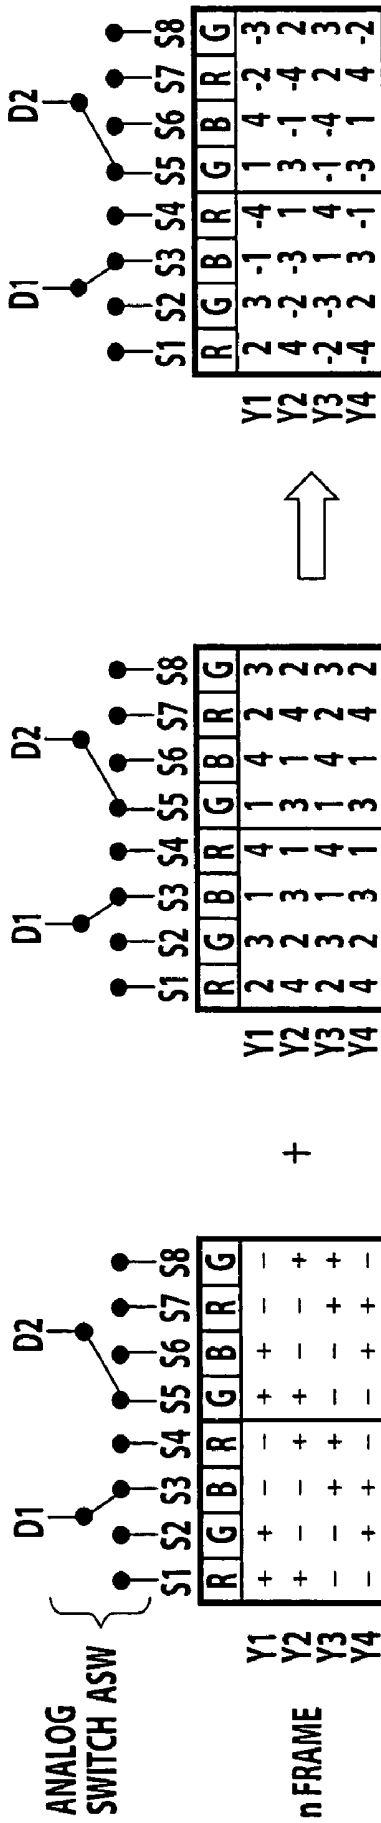 ANALOG
SWITCH ASW
n FRAME
D1 D2
S1 S2 S3 S4 S5 S6 S7 S8
R G B R G B R G
Y1 + + − − + + − −
Y2 + − − + + − − +
Y3 − − + + − − + +
Y4 − + + − − + + −
+
D1 D2
S1 S2 S3 S4 S5 S6 S7 S8
R G B R G B R G
Y1 2 3 1 4 1 4 2 3
Y2 4 2 3 1 3 1 4 2
Y3 2 3 1 4 1 4 2 3
Y4 4 2 3 1 3 1 4 2
D1 D2
S1 S2 S3 S4 S5 S6 S7 S8
R G B R G B R G
Y1 2 3 -1 -4 1 4 -2 -3
Y2 4 -2 -3 1 3 -1 -4 2
Y3 -2 -3 1 4 -1 -4 2 3
Y4 -4 2 3 -1 -3 1 4 -2